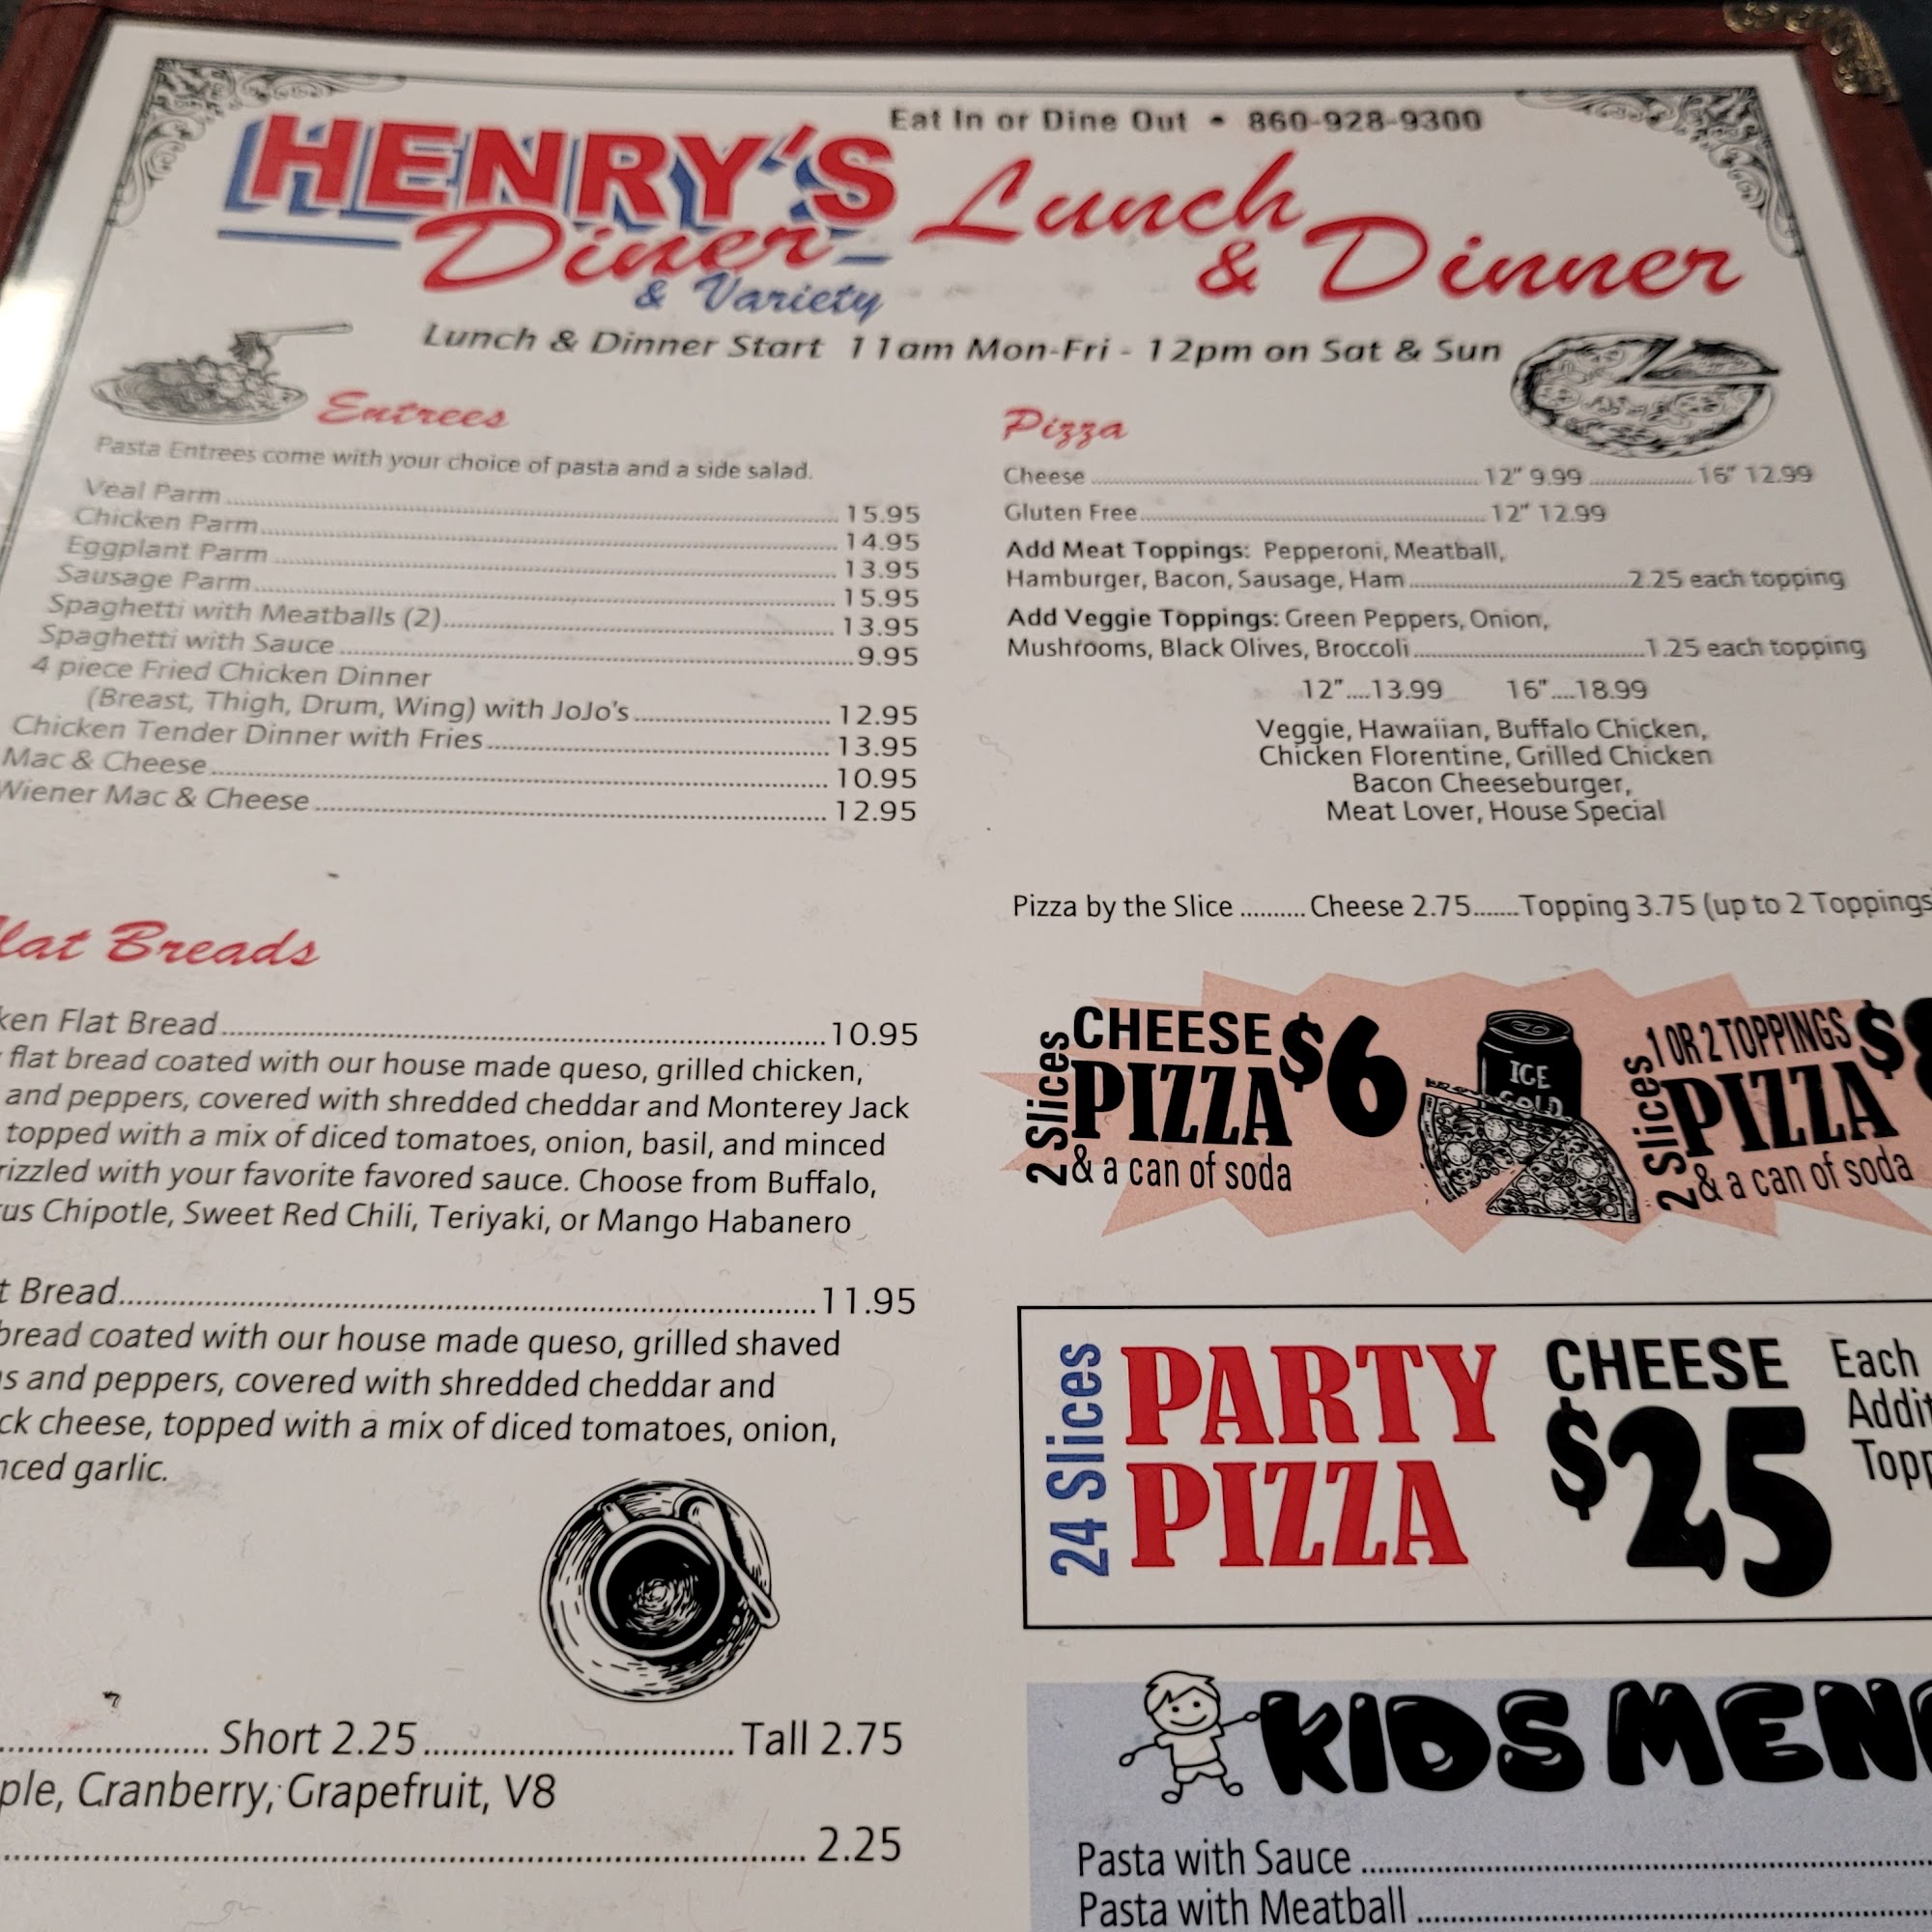 Eat In or Dine Out • 860-928-9300
HENRY'S
Diner
& Variety
Lunch
& Dinner
Lunch & Dinner Start 11am Mon-Fri - 12pm on Sat & Sun
Entrees
Pasta Entrees come with your choice of pasta and a side salad.
Veal Parm 15.95
Chicken Parm 14.95
Eggplant Parm 13.95
Sausage Parm 15.95
Spaghetti with Meatballs (2) 13.95
Spaghetti with Sauce 9.95
4 piece Fried Chicken Dinner
(Breast, Thigh, Drum, Wing) with JoJo's 12.95
Chicken Tender Dinner with Fries 13.95
Mac & Cheese 10.95
Wiener Mac & Cheese 12.95
Breads
Flat Bread 10.95
flat bread coated with our house made queso, grilled chicken,
and peppers, covered with shredded cheddar and Monterey Jack
topped with a mix of diced tomatoes, onion, basil, and minced
with your favorite favored sauce. Choose from Buffalo,
Chipotle, Sweet Red Chili, Teriyaki, or Mango Habanero
Bread 11.95
bread coated with our house made queso, grilled shaved
and peppers, covered with shredded cheddar and
cheese, topped with a mix of diced tomatoes, onion,
garlic.
Short 2.25 Tall 2.75
Cranberry, Grapefruit, V8
2.25
Pizza
Cheese 12" 9.99 16" 12.99
Gluten Free 12" 12.99
Add Meat Toppings: Pepperoni, Meatball,
Hamburger, Bacon, Sausage, Ham 2.25 each topping
Add Veggie Toppings: Green Peppers, Onion,
Mushrooms, Black Olives, Broccoli 1.25 each topping
12"....13.99 16"....18.99
Veggie, Hawaiian, Buffalo Chicken,
Chicken Florentine, Grilled Chicken
Bacon Cheeseburger,
Meat Lover, House Special
Pizza by the Slice .......... Cheese 2.75.......Topping 3.75 (up to 2 Toppings
2 Slices
CHEESE
PIZZA
$6
& a can of soda
ICE
COLD
2 Slices
1 OR 2 TOPPINGS
PIZZA
$
& a can of soda
24 Slices
PARTY
PIZZA
CHEESE
$25
Each
KIDS
Pasta with Sauce
Pasta with Meatball